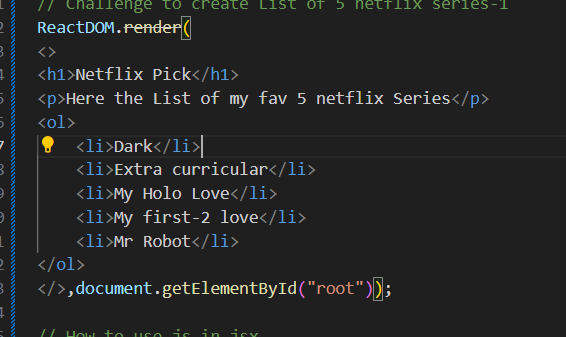 // Challenge to create List of 5 netflix series-1
ReactDOM.render(
<>
<h1>Netflix Pick</h1>
<p>Here the List of my fav 5 netflix Series</p>
<ol>
<li>Dark</li>
<li>Extra curricular</li>
<li>My Holo Love</li>
<li>My first-2 love</li>
<li>Mr Robot</li>
</ol>
</>,document.getElementById("root"));
// How to use js in jsx